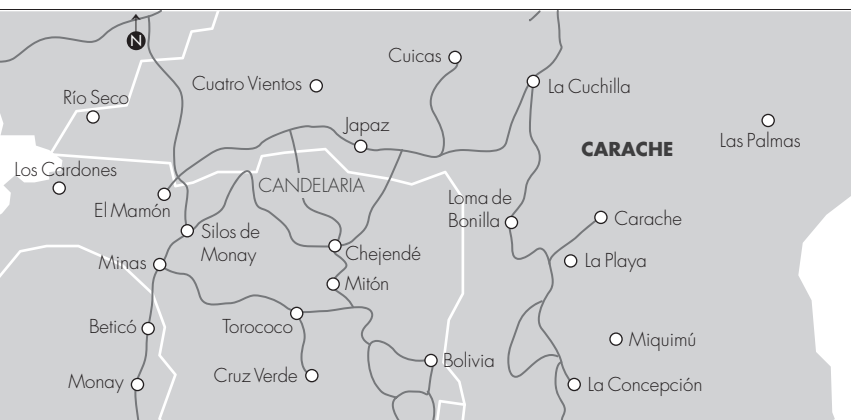 N
Cuicas
Cuatro Vientos
La Cuchilla
Río Seco
Japaz
CARACHE
Las Palmas
Los Cardones
CANDELARIA
El Mamón
Loma de
Bonilla
Carache
Silos de
Monay
Chejendé
Minas
La Playa
Mitón
Torococo
Beticó
Miquimú
Bolivia
Cruz Verde
Monay
La Concepción